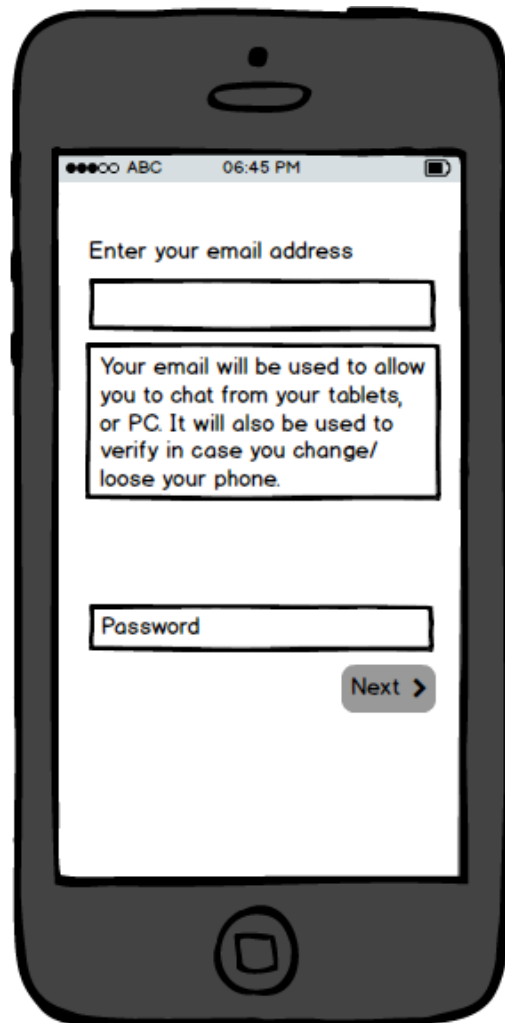 ABC 06:45 PM
Enter your email address
Your email will be used to allow
you to chat from your tablets,
or PC. It will also be used to
verify in case you change/
loose your phone.
Password
Next